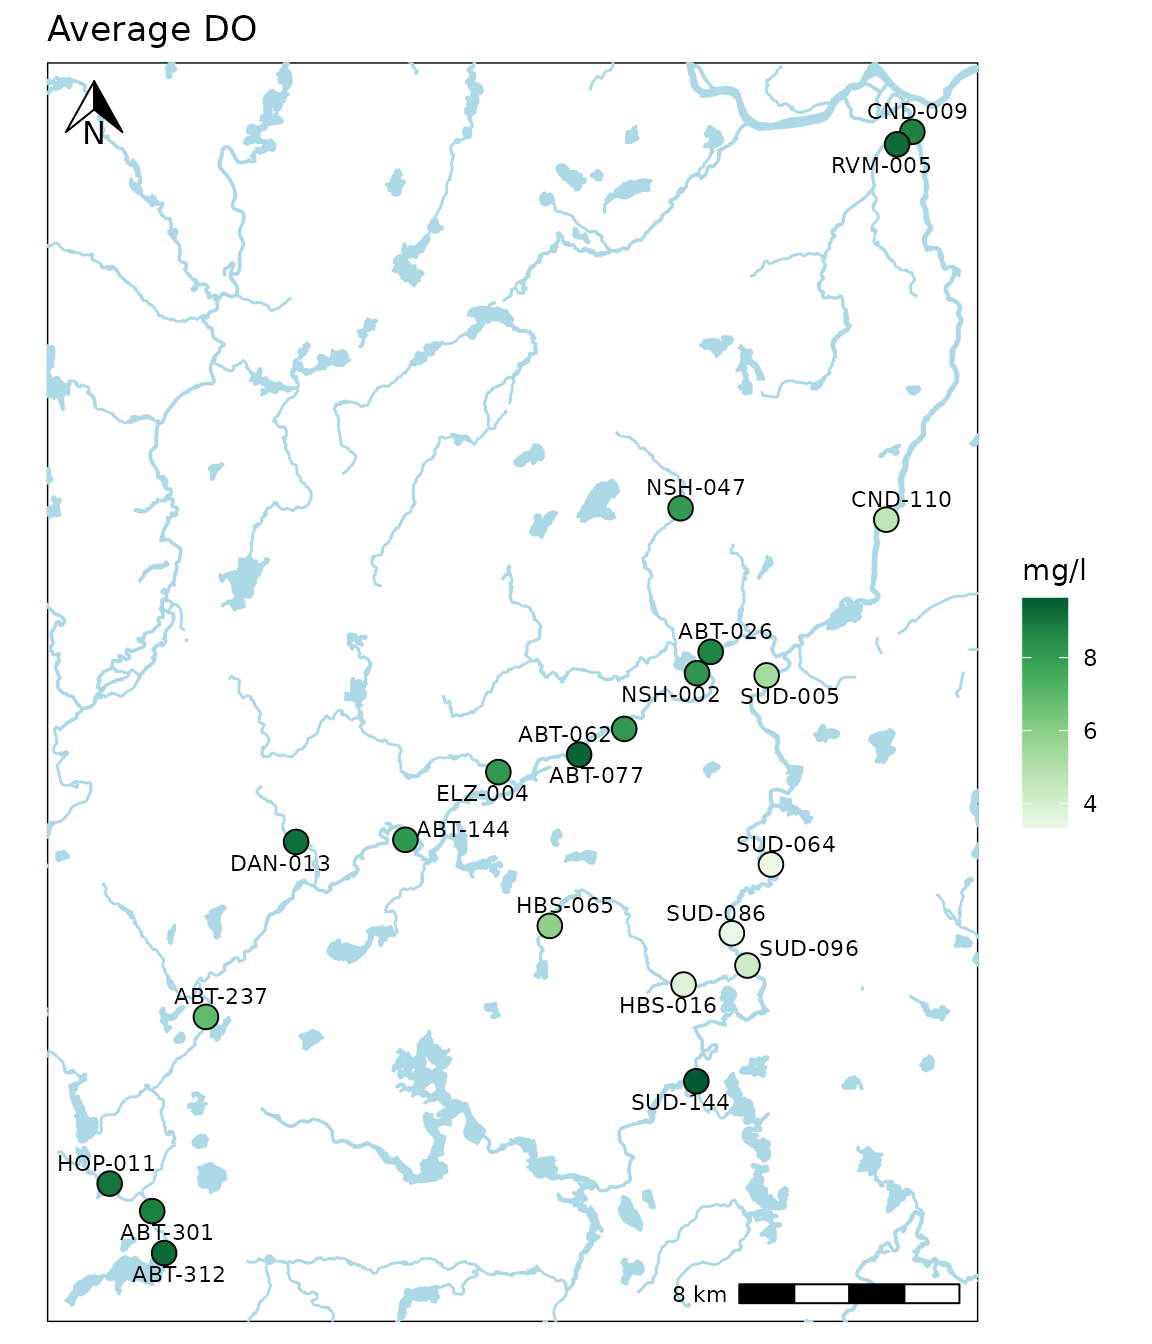 Average DO
N
CND-009
RVM-005
NSH-047
CND-110
mg/l
8
6
4
ABT-026
NSH-002
SUD-005
ABT-062
ABT-077
ELZ-004
ABT-144
DAN-013
SUD-064
HBS-065
SUD-086
SUD-096
ABT-237
HBS-016
SUD-144
HOP-011
ABT-301
ABT-312
8 km